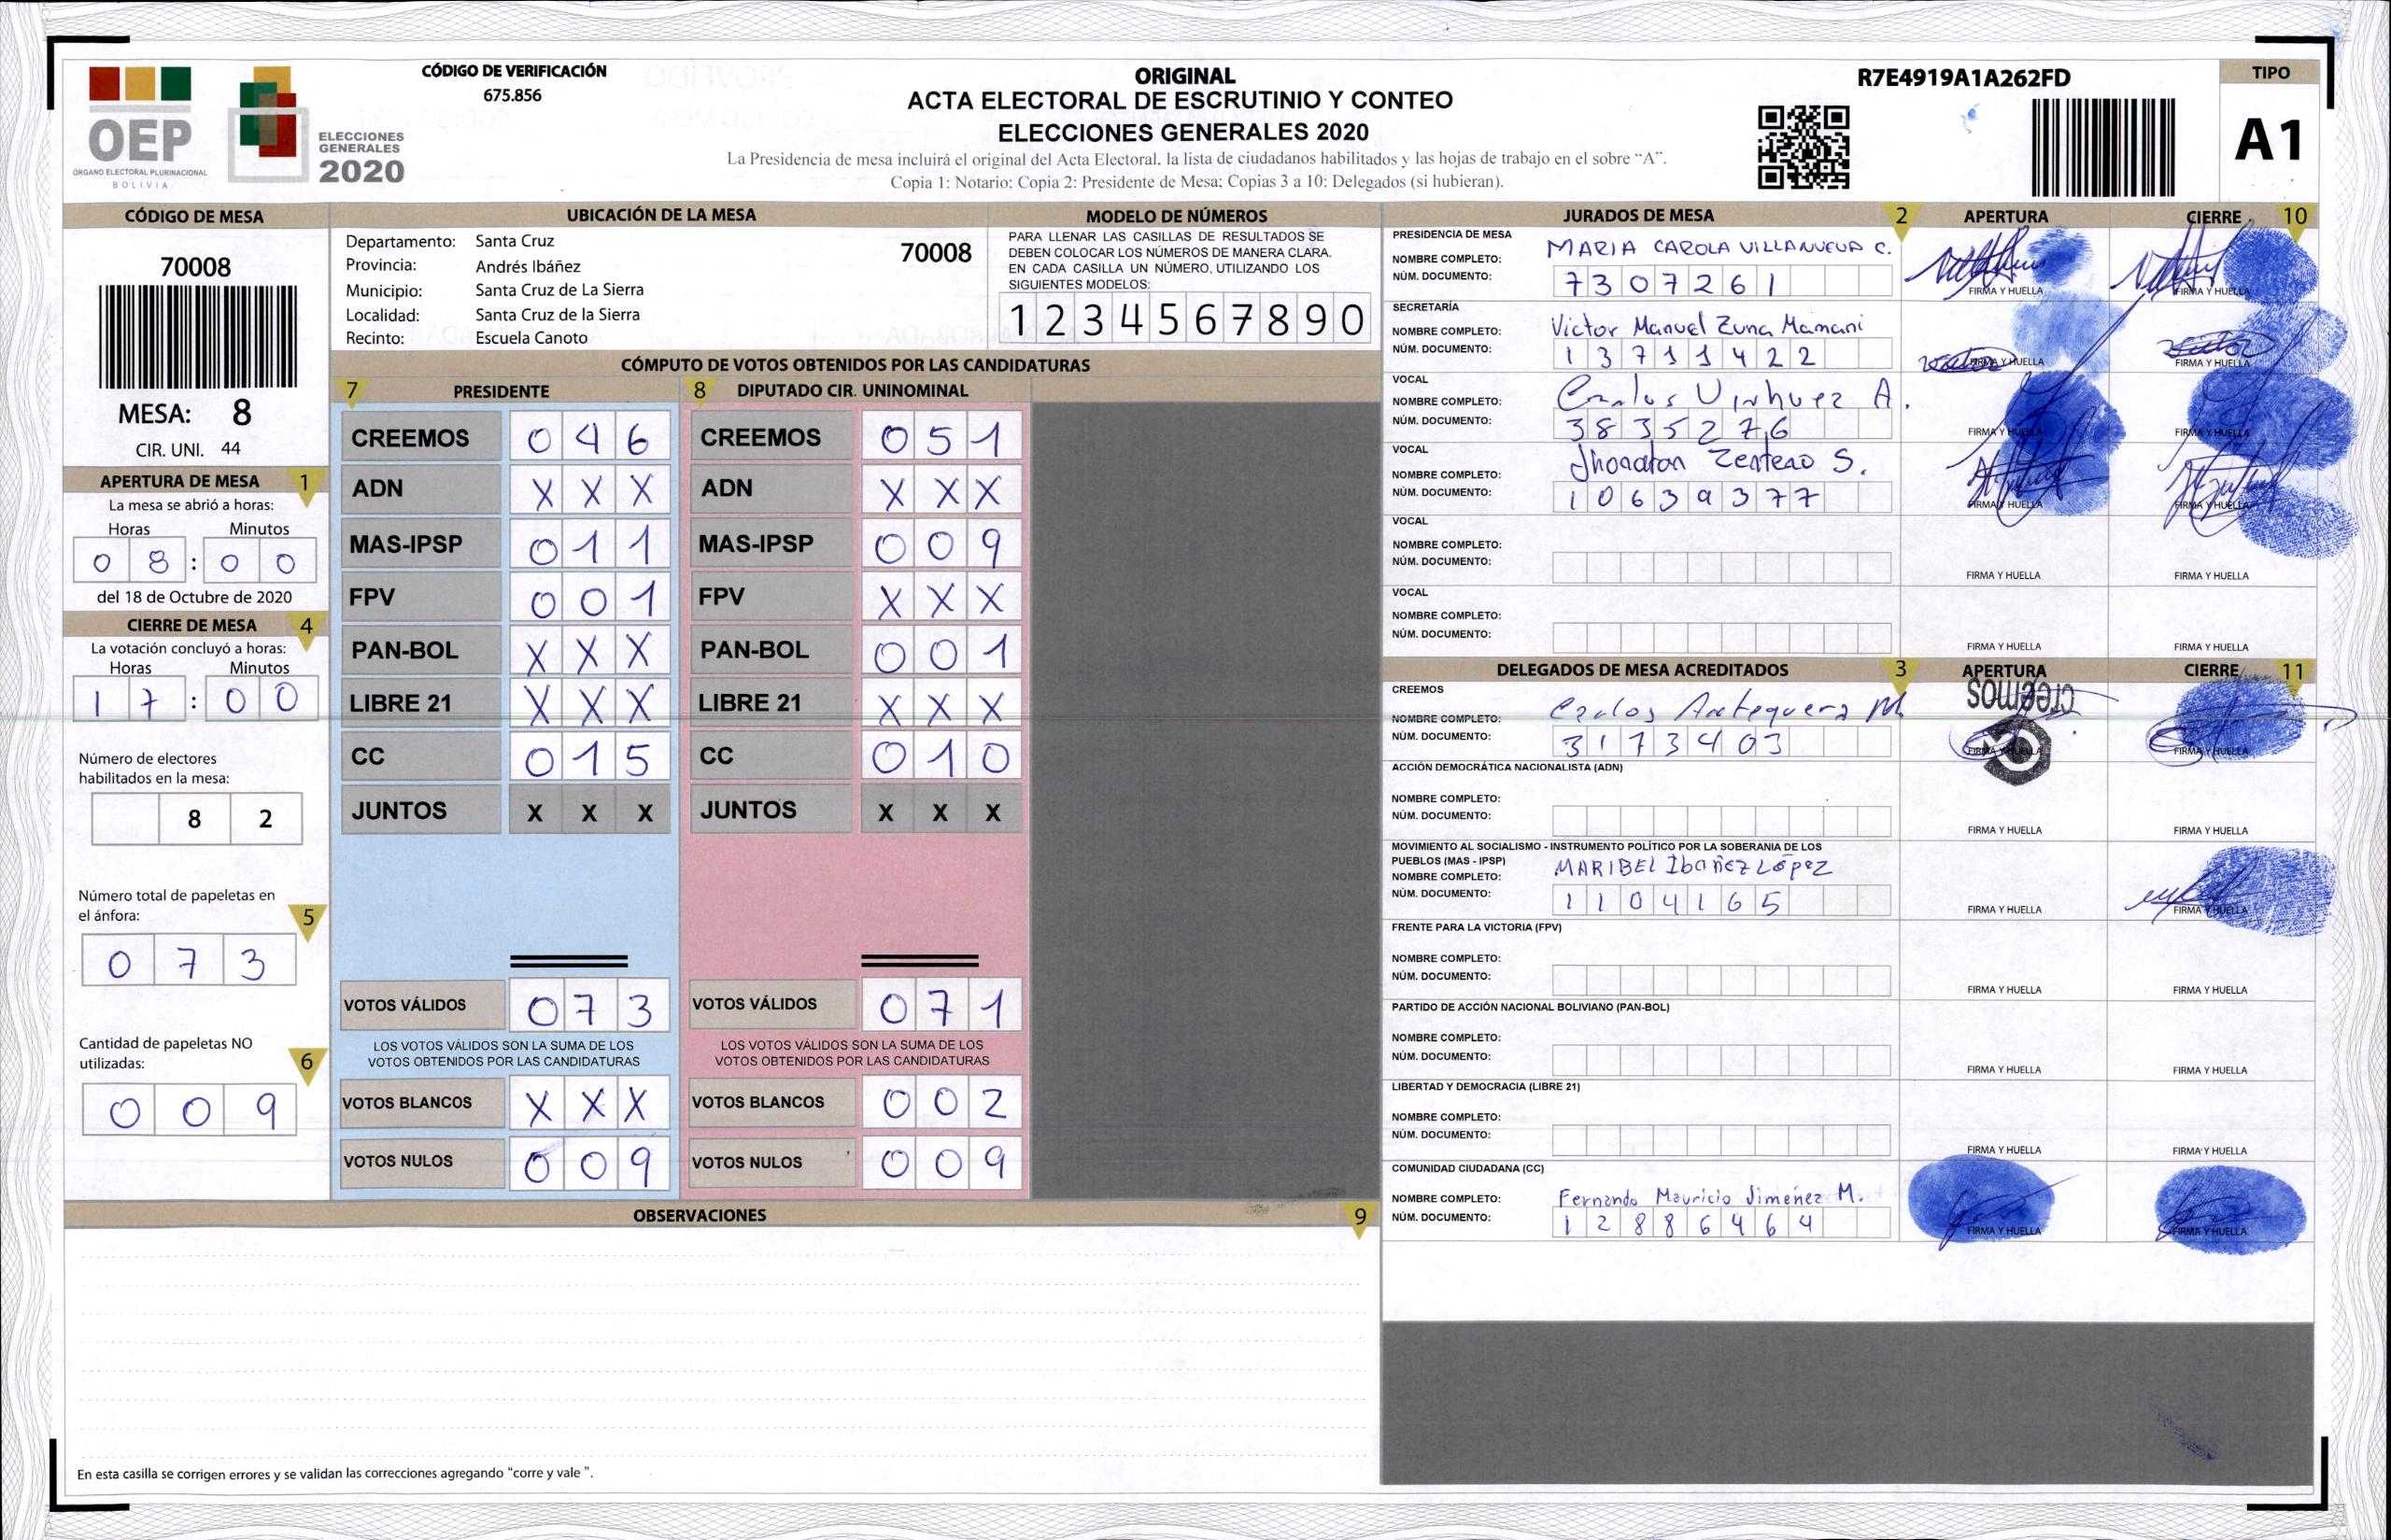 OEP
ÓRGANO ELECTORAL PLURINACIONAL
BOLIVIA
ELECCIONES
GENERALES
2020
CÓDIGO DE VERIFICACIÓN
675.856
ORIGINAL
ACTA ELECTORAL DE ESCRUTINIO Y CONTEO
ELECCIONES GENERALES 2020
La Presidencia de mesa incluirá el original del Acta Electoral, la lista de ciudadanos habilitados y las hojas de trabajo en el sobre “A”.
Copia 1: Notario; Copia 2: Presidente de Mesa; Copias 3 a 10: Delegados (si hubieran).
R7E4919A1A262FD
TIPO
A1
CÓDIGO DE MESA
70008
MESA: 8
CIR. UNI. 44
APERTURA DE MESA 1
La mesa se abrió a horas:
Horas Minutos
0 8 : 0 0
del 18 de Octubre de 2020
CIERRE DE MESA 4
La votación concluyó a horas:
Horas Minutos
1 7 : 0 0
Número de electores
habilitados en la mesa:
8 2
Número total de papeletas en
el ánfora: 5
0 7 3
Cantidad de papeletas NO
utilizadas: 6
0 0 9
UBICACIÓN DE LA MESA
Departamento: Santa Cruz 70008
Provincia: Andrés Ibáñez
Municipio: Santa Cruz de La Sierra
Localidad: Santa Cruz de la Sierra
Recinto: Escuela Canoto
MODELO DE NÚMEROS
PARA LLENAR LAS CASILLAS DE RESULTADOS SE
DEBEN COLOCAR LOS NÚMEROS DE MANERA CLARA.
EN CADA CASILLA UN NÚMERO, UTILIZANDO LOS
SIGUIENTES MODELOS:
1 2 3 4 5 6 7 8 9 0
CÓMPUTO DE VOTOS OBTENIDOS POR LAS CANDIDATURAS
7 PRESIDENTE
CREEMOS 0 4 6
ADN X X X
MAS-IPSP 0 1 1
FPV 0 0 1
PAN-BOL X X X
LIBRE 21 X X X
CC 0 1 5
JUNTOS X X X
VOTOS VÁLIDOS 0 7 3
LOS VOTOS VÁLIDOS SON LA SUMA DE LOS
VOTOS OBTENIDOS POR LAS CANDIDATURAS
VOTOS BLANCOS X X X
VOTOS NULOS 0 0 9
8 DIPUTADO CIR. UNINOMINAL
CREEMOS 0 5 1
ADN X X X
MAS-IPSP 0 0 9
FPV X X X
PAN-BOL 0 0 1
LIBRE 21 X X X
CC 0 1 0
JUNTOS X X X
VOTOS VÁLIDOS 0 7 1
LOS VOTOS VÁLIDOS SON LA SUMA DE LOS
VOTOS OBTENIDOS POR LAS CANDIDATURAS
VOTOS BLANCOS 0 0 2
VOTOS NULOS 0 0 9
OBSERVACIONES 9
En esta casilla se corrigen errores y se validan las correcciones agregando “corre y vale ”.
JURADOS DE MESA 2 APERTURA CIERRE 10
PRESIDENCIA DE MESA
NOMBRE COMPLETO: MARIA CAROLA VILLANUEVA C.
NÚM. DOCUMENTO: 7 3 0 7 2 6 1
FIRMA Y HUELLA FIRMA Y HUELLA
SECRETARÍA
NOMBRE COMPLETO: Victor Manuel Zuna Mamani
NÚM. DOCUMENTO: 1 3 7 1 1 4 2 2
FIRMA Y HUELLA FIRMA Y HUELLA
VOCAL
NOMBRE COMPLETO: Carlos A.
NÚM. DOCUMENTO: 3 8 3 5 2 7 6
FIRMA Y HUELLA FIRMA Y HUELLA
VOCAL
NOMBRE COMPLETO: Jhonatan Zenteno S.
NÚM. DOCUMENTO: 1 0 6 3 9 3 7 7
FIRMA Y HUELLA FIRMA Y HUELLA
VOCAL
NOMBRE COMPLETO:
NÚM. DOCUMENTO:
FIRMA Y HUELLA FIRMA Y HUELLA
VOCAL
NOMBRE COMPLETO:
NÚM. DOCUMENTO:
FIRMA Y HUELLA FIRMA Y HUELLA
DELEGADOS DE MESA ACREDITADOS 3 APERTURA CIERRE 11
CREEMOS
creemos
NOMBRE COMPLETO: Carlos Antequera M
NÚM. DOCUMENTO: 3 1 7 3 4 0 3
FIRMA Y HUELLA FIRMA Y HUELLA
ACCIÓN DEMOCRÁTICA NACIONALISTA (ADN)
NOMBRE COMPLETO:
NÚM. DOCUMENTO:
FIRMA Y HUELLA FIRMA Y HUELLA
MOVIMIENTO AL SOCIALISMO - INSTRUMENTO POLÍTICO POR LA SOBERANIA DE LOS
PUEBLOS (MAS - IPSP)
NOMBRE COMPLETO: MARIBEL IbañEZ LópEZ
NÚM. DOCUMENTO: 1 1 0 4 1 6 5
FIRMA Y HUELLA FIRMA Y HUELLA
FRENTE PARA LA VICTORIA (FPV)
NOMBRE COMPLETO:
NÚM. DOCUMENTO:
FIRMA Y HUELLA FIRMA Y HUELLA
PARTIDO DE ACCIÓN NACIONAL BOLIVIANO (PAN-BOL)
NOMBRE COMPLETO:
NÚM. DOCUMENTO:
FIRMA Y HUELLA FIRMA Y HUELLA
LIBERTAD Y DEMOCRACIA (LIBRE 21)
NOMBRE COMPLETO:
NÚM. DOCUMENTO:
FIRMA Y HUELLA FIRMA Y HUELLA
COMUNIDAD CIUDADANA (CC)
NOMBRE COMPLETO: Fernando Mauricio Jimeñez M.
NÚM. DOCUMENTO: 1 2 8 8 6 4 6 4
FIRMA Y HUELLA FIRMA Y HUELLA